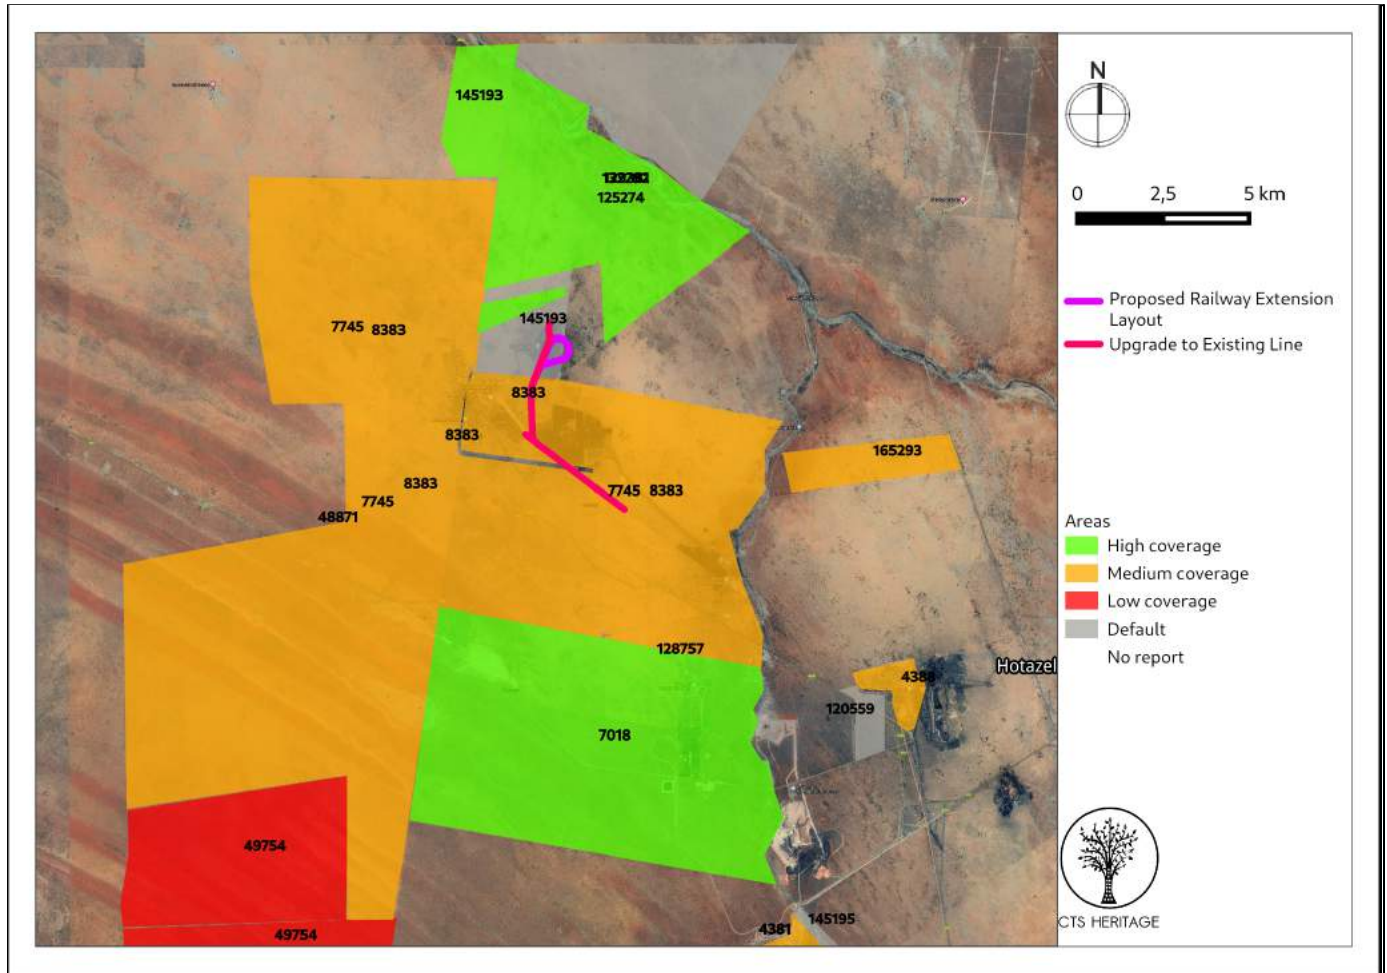 145193
125274
7745 8383
145193
8383
8383
165293
8383
7745 8383
7745
48871
128757
Hotazel
4388
120559
7018
49754
145195
4381
49754
N
0 2,5 5 km
Proposed Railway Extension
Layout
Upgrade to Existing Line
Areas
High coverage
Medium coverage
Low coverage
Default
No report
CTS HERITAGE